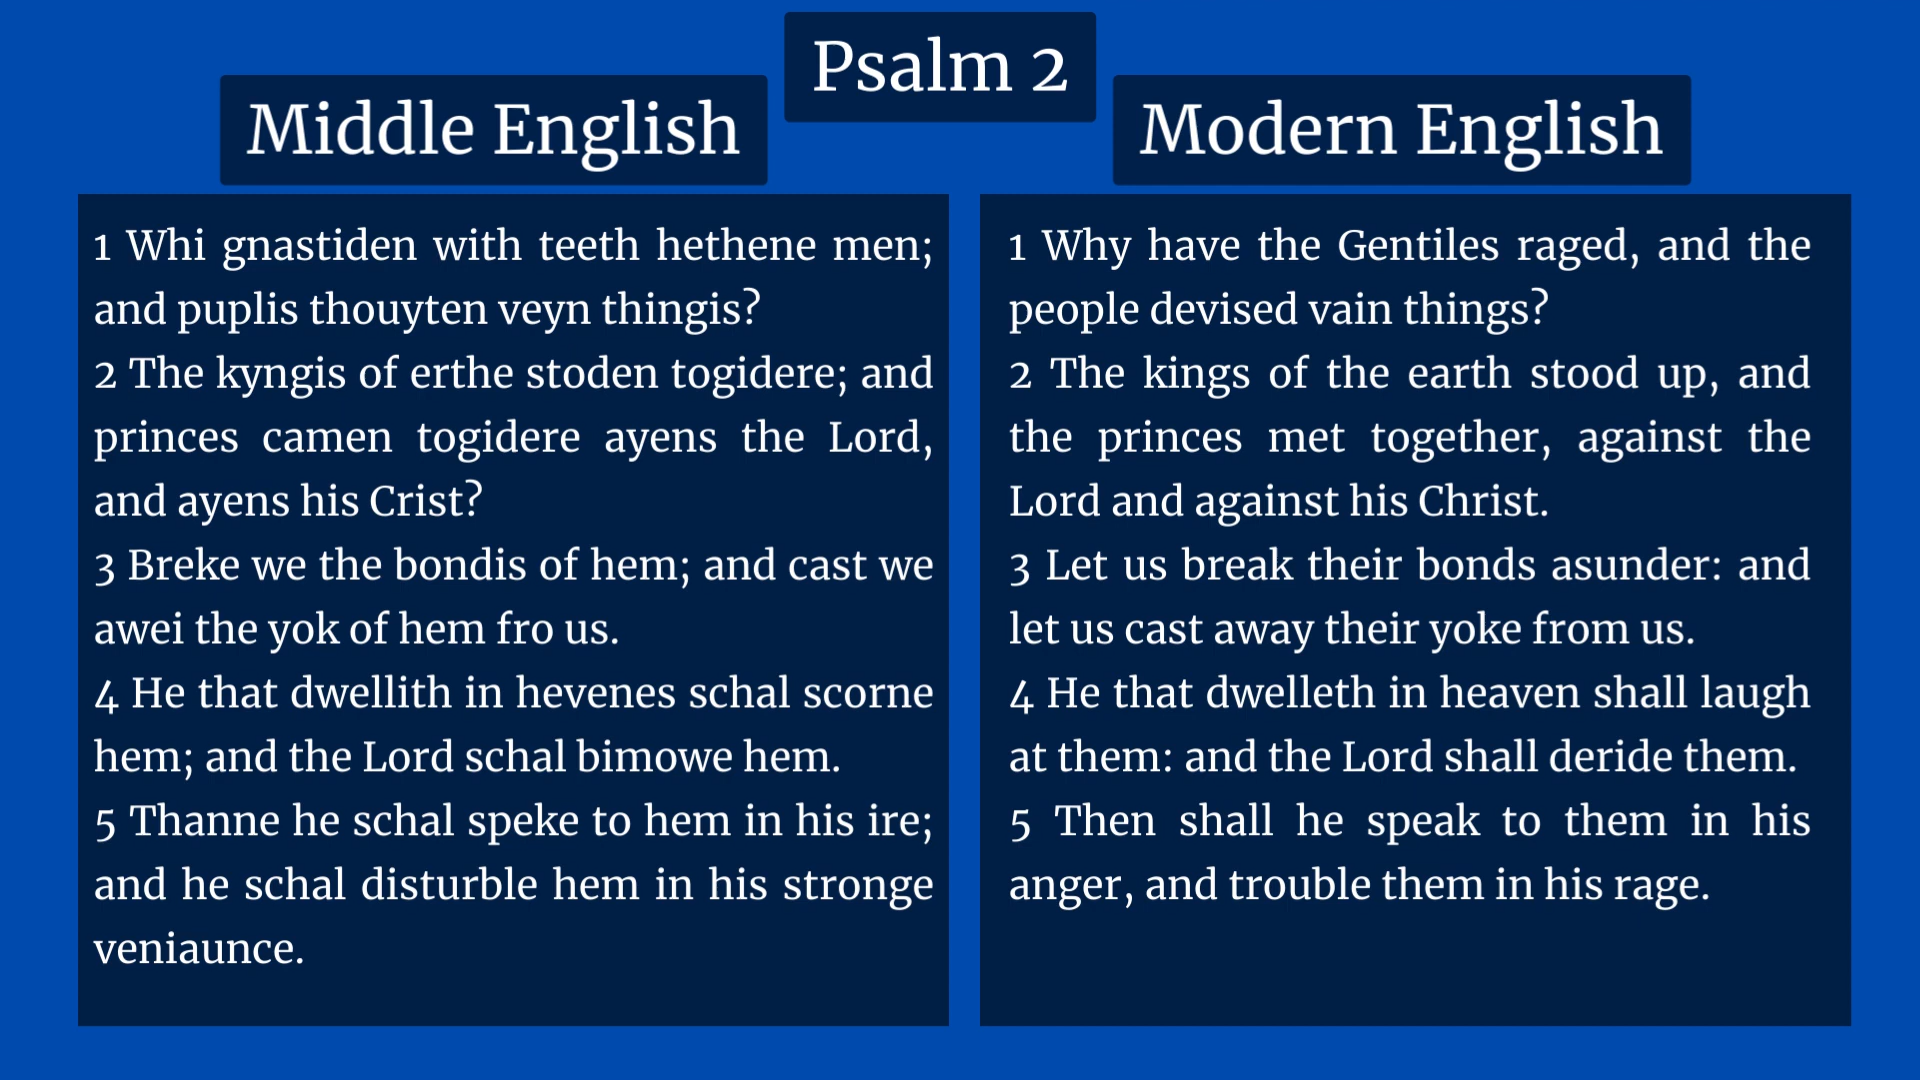 Psalm 2
Middle English
Modern English
1 Whi gnastiden with teeth hethene men;
and puplis thouyten veyn thingis?
2 The kyngis of erthe stoden togidere; and
princes camen togidere ayens the Lord,
and ayens his Crist?
3 Breke we the bondis of hem; and cast we
awei the yok of hem fro us.
4 He that dwellith in hevenes schal scorne
hem; and the Lord schal bimowe hem.
5 Thanne he schal speke to hem in his ire;
and he schal disturble hem in his stronge
veniaunce.
1 Why have the Gentiles raged, and the
people devised vain things?
2 The kings of the earth stood up, and
the princes met together, against the
Lord and against his Christ.
3 Let us break their bonds asunder: and
let us cast away their yoke from us.
4 He that dwelleth in heaven shall laugh
at them: and the Lord shall deride them.
5 Then shall he speak to them in his
anger, and trouble them in his rage.